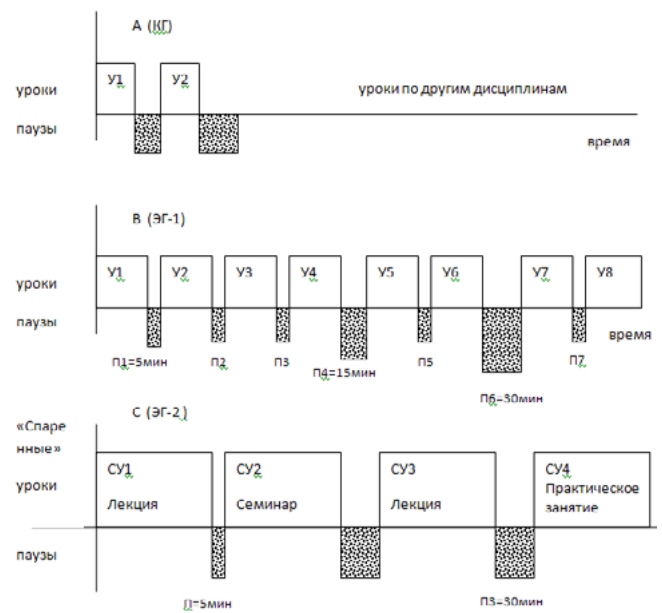 А (КГ)
У1 У2
уроки
уроки по другим дисциплинам
паузы
время
В (ЭГ-1)
У1 У2 У3 У4 У5 У6 У7 У8
уроки
паузы
время
П1=5мин П2 П3 П4=15мин П5 П6=30мин П7
С (ЭГ-2)
«Спаре
нные»
уроки
СУ1 СУ2 СУ3 СУ4
Лекция Семинар Лекция Практическое
занятие
паузы
П=5мин П3=30мин